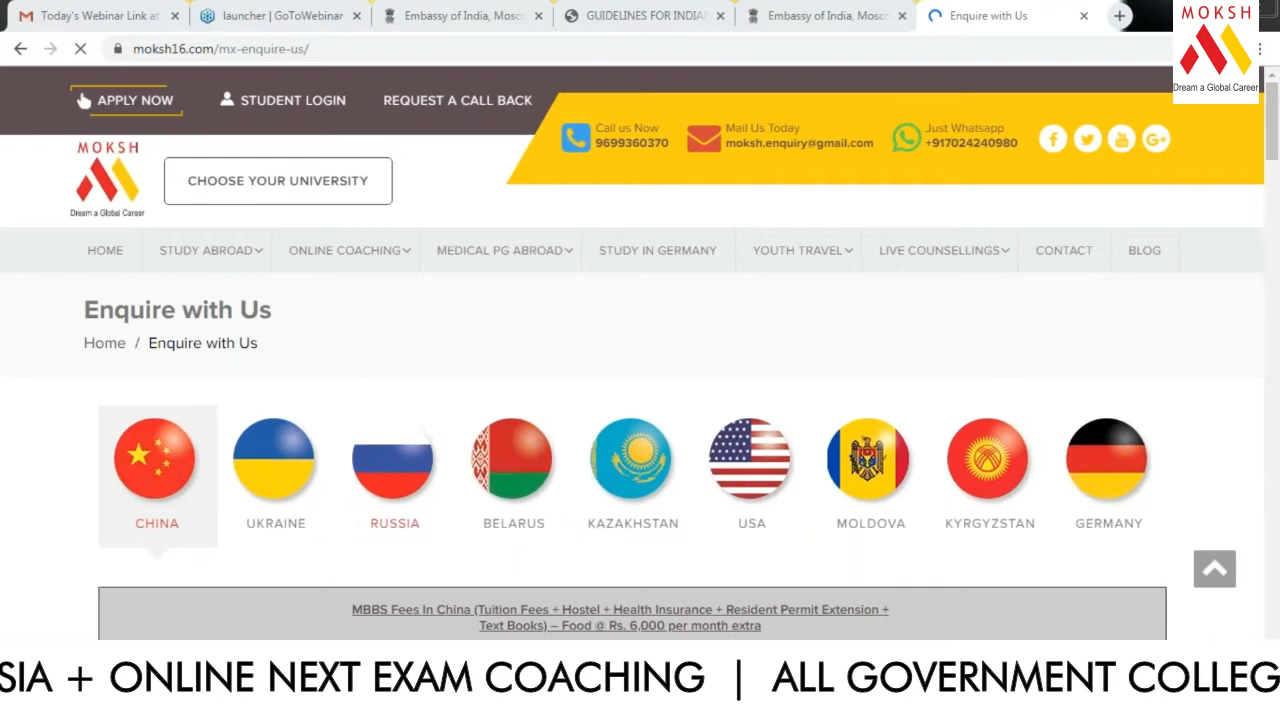 Today's Webinar Link at
launcher | GoToWebinar
Embassy of India, Mosco
GUIDELINES FOR INDIAN
Embassy of India, Mosco
Enquire with Us
moksh16.com/mx-enquire-us/
MOKSH
Dream a Global Career
APPLY NOW
STUDENT LOGIN
REQUEST A CALL BACK
Call us Now
9699360370
Mail Us Today
moksh.enquiry@gmail.com
Just Whatsapp
+917024240980
MOKSH
Dream a Global Career
CHOOSE YOUR UNIVERSITY
HOME
STUDY ABROAD
ONLINE COACHING
MEDICAL PG ABROAD
STUDY IN GERMANY
YOUTH TRAVEL
LIVE COUNSELLINGS
CONTACT
BLOG
Enquire with Us
Home / Enquire with Us
CHINA
UKRAINE
RUSSIA
BELARUS
KAZAKHSTAN
USA
MOLDOVA
KYRGYZSTAN
GERMANY
MBBS Fees In China (Tuition Fees + Hostel + Health Insurance + Resident Permit Extension +
Text Books) – Food @ Rs. 6,000 per month extra
SIA + ONLINE NEXT EXAM COACHING | ALL GOVERNMENT COLLEG